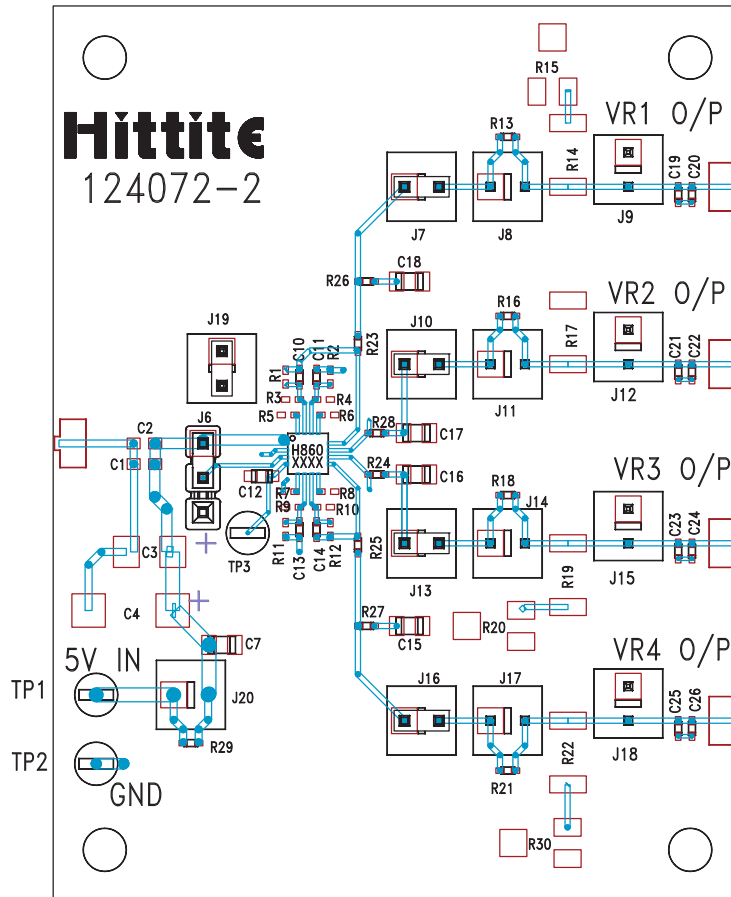 R15
Hittite
124072-2
R13
VR1 O/P
R14
C19
C20
J7
J8
J9
R26
C18
VR2 O/P
J19
R16
J10
R17
C21
C22
R1
C10
C11
R2
R23
R3
R4
R5
R6
J11
J12
J6
C2
C1
R28
C17
H860
XXXX
R24
C16
VR3 O/P
C12
R7
R8
R9
R10
R18
J14
C23
C24
C3
TP3
R11
C13
C14
R12
R25
J13
R19
J15
C4
R27
C15
R20
5V IN
C7
VR4 O/P
TP1
J20
J16
J17
C25
C26
R29
R21
R22
J18
TP2
GND
R30